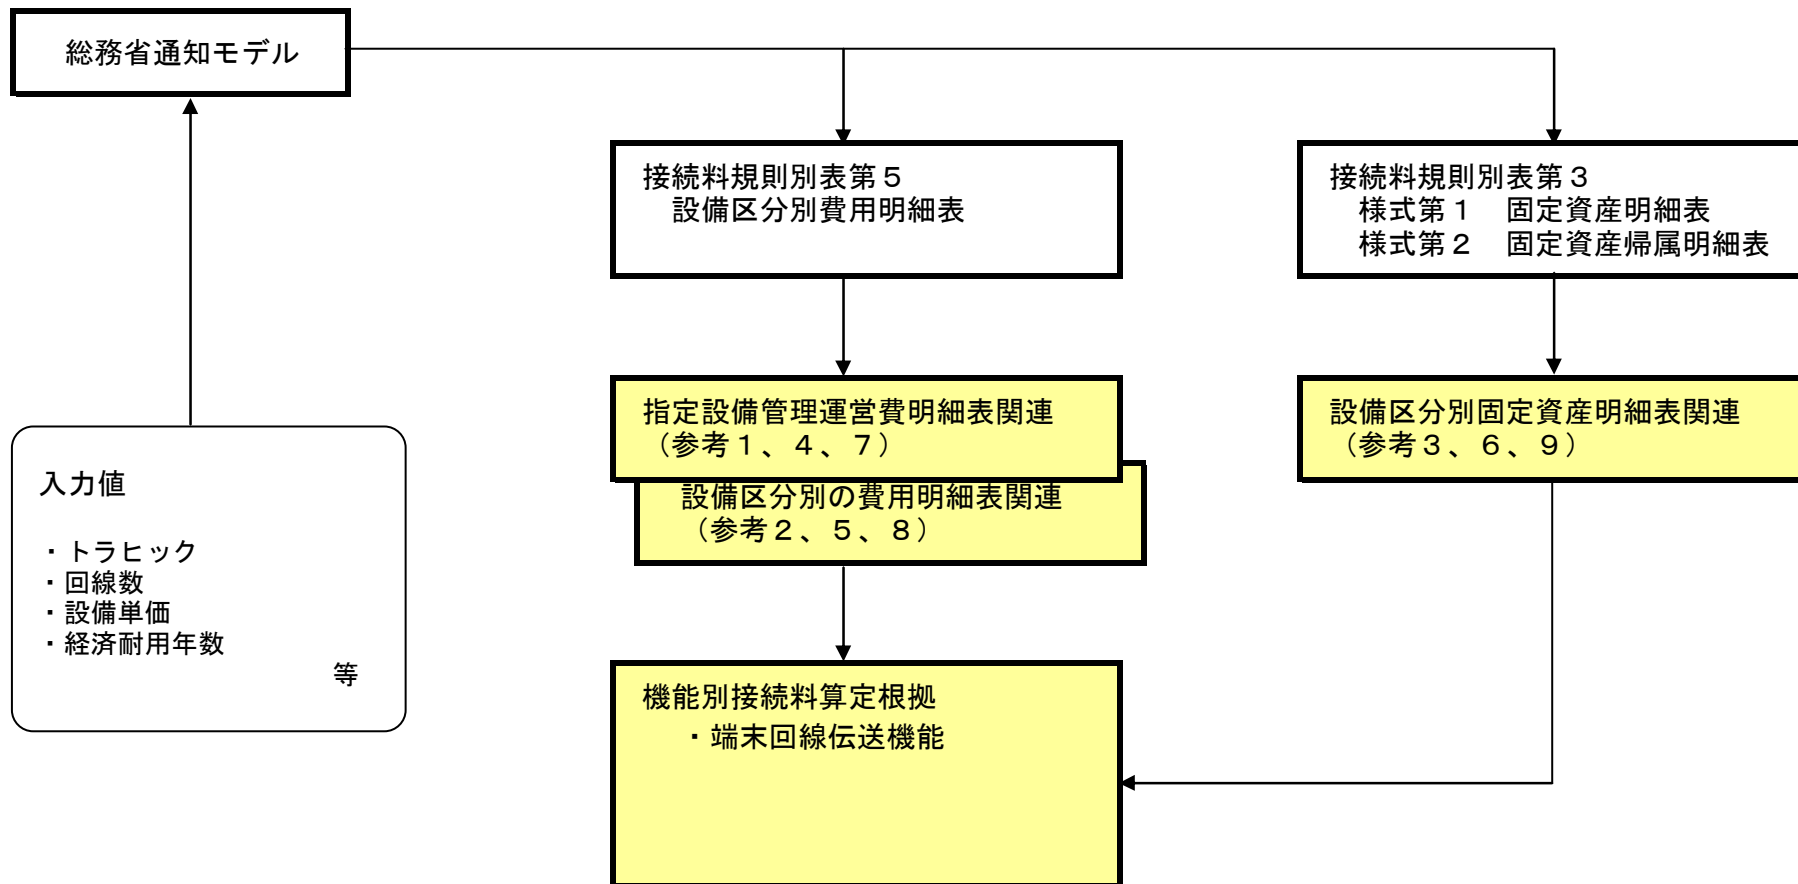 総務省通知モデル
接続料規則別表第５
設備区分別費用明細表
接続料規則別表第３
様式第１　固定資産明細表
様式第２　固定資産帰属明細表
指定設備管理運営費明細表関連
（参考１、４、７）
設備区分別の費用明細表関連
（参考２、５、８）
設備区分別固定資産明細表関連
（参考３、６、９）
入力値
・トラヒック
・回線数
・設備単価
・経済耐用年数
等
機能別接続料算定根拠
・端末回線伝送機能